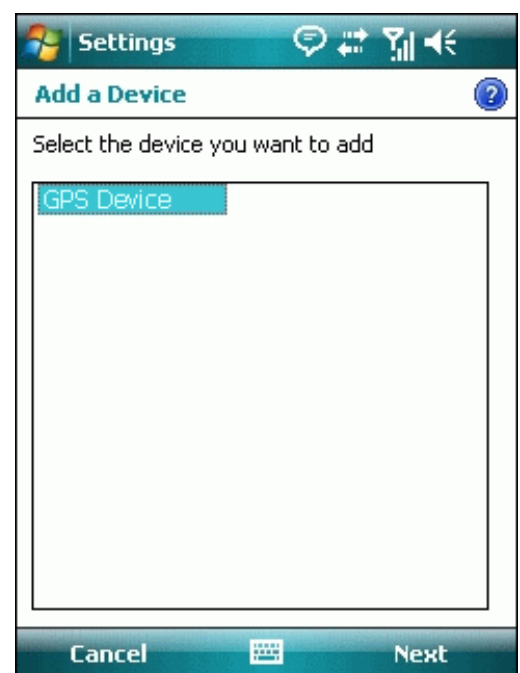 Settings
Add a Device
Select the device you want to add
GPS Device
Cancel
Next